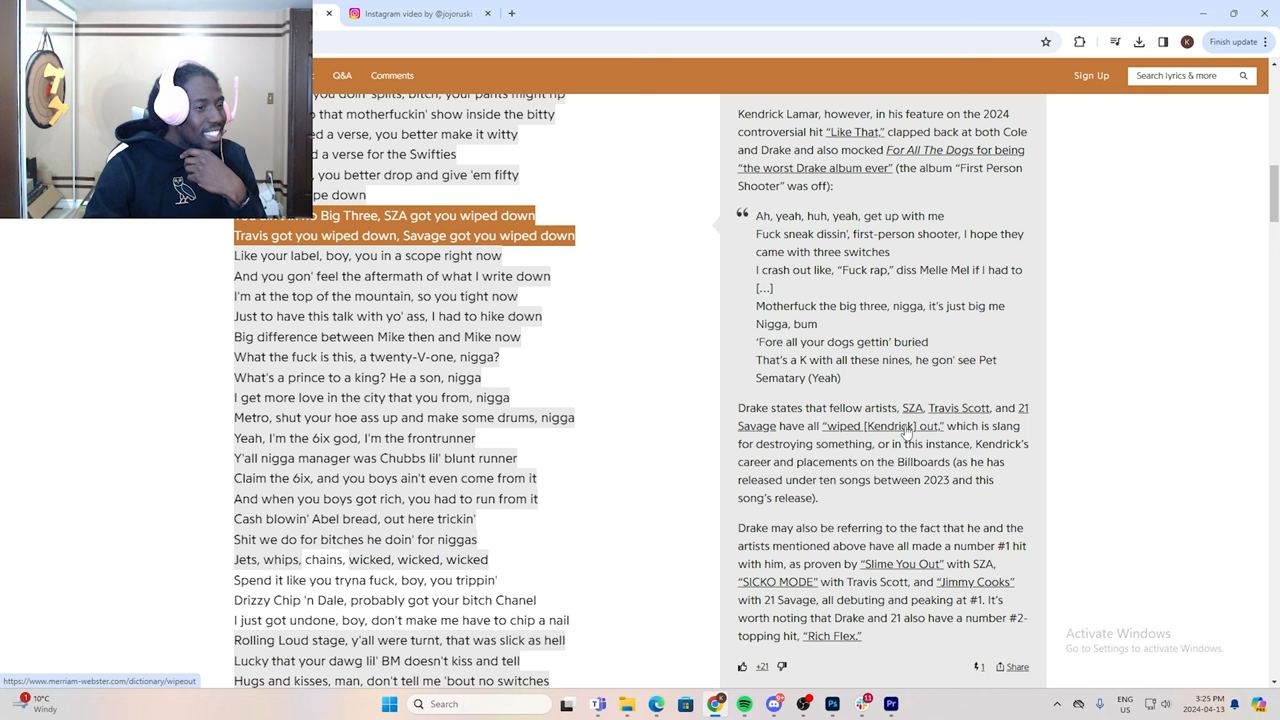 Instagram video by @jojoruski
Finish update
Q&A
Comments
Sign Up
Search lyrics & more
that motherfuckin' show inside the bitty
a verse, you better make it witty
a verse for the Swifties
you better drop and give 'em fifty
down
Big Three, SZA got you wiped down
Travis got you wiped down, Savage got you wiped down
Like your label, boy, you in a scope right now
And you gon' feel the aftermath of what I write down
I'm at the top of the mountain, so you tight now
Just to have this talk with yo' ass, I had to hike down
Big difference between Mike then and Mike now
What the fuck is this, a twenty-V-one, nigga?
What's a prince to a king? He a son, nigga
I get more love in the city that you from, nigga
Metro, shut your hoe ass up and make some drums, nigga
Yeah, I'm the 6ix god, I'm the frontrunner
Y'all nigga manager was Chubbs lil' blunt runner
Claim the 6ix, and you boys ain't even come from it
And when you boys got rich, you had to run from it
Cash blowin' Abel bread, out here trickin'
Shit we do for bitches he doin' for niggas
Jets, whips, chains, wicked, wicked, wicked
Spend it like you tryna fuck, boy, you trippin'
Drizzy Chip 'n Dale, probably got your bitch Chanel
I just got undone, boy, don't make me have to chip a nail
Rolling Loud stage, y'all were turnt, that was slick as hell
Lucky that your dawg lil' BM doesn't kiss and tell
Hugs and kisses, man, don't tell me 'bout no switches
Kendrick Lamar, however, in his feature on the 2024
controversial hit “Like That,” clapped back at both Cole
and Drake and also mocked For All The Dogs for being
“the worst Drake album ever” (the album “First Person
Shooter” was off):
“ Ah, yeah, huh, yeah, get up with me
Fuck sneak dissin', first-person shooter, I hope they
came with three switches
I crash out like, “Fuck rap,” diss Melle Mel if I had to
[…]
Motherfuck the big three, nigga, it's just big me
Nigga, bum
'Fore all your dogs gettin' buried
That's a K with all these nines, he gon' see Pet
Sematary (Yeah)
Drake states that fellow artists, SZA, Travis Scott, and 21
Savage have all “wiped [Kendrick] out,” which is slang
for destroying something, or in this instance, Kendrick's
career and placements on the Billboards (as he has
released under ten songs between 2023 and this
song's release).
Drake may also be referring to the fact that he and the
artists mentioned above have all made a number #1 hit
with him, as proven by “Slime You Out” with SZA,
“SICKO MODE” with Travis Scott, and “Jimmy Cooks”
with 21 Savage, all debuting and peaking at #1. It's
worth noting that Drake and 21 also have a number #2-
topping hit, “Rich Flex.”
+21
1
Share
Activate Windows
Go to Settings to activate Windows.
https://www.merriam-webster.com/dictionary/wipeout
1
10°C
Windy
Search
ENG
US
3:25 PM
2024-04-13